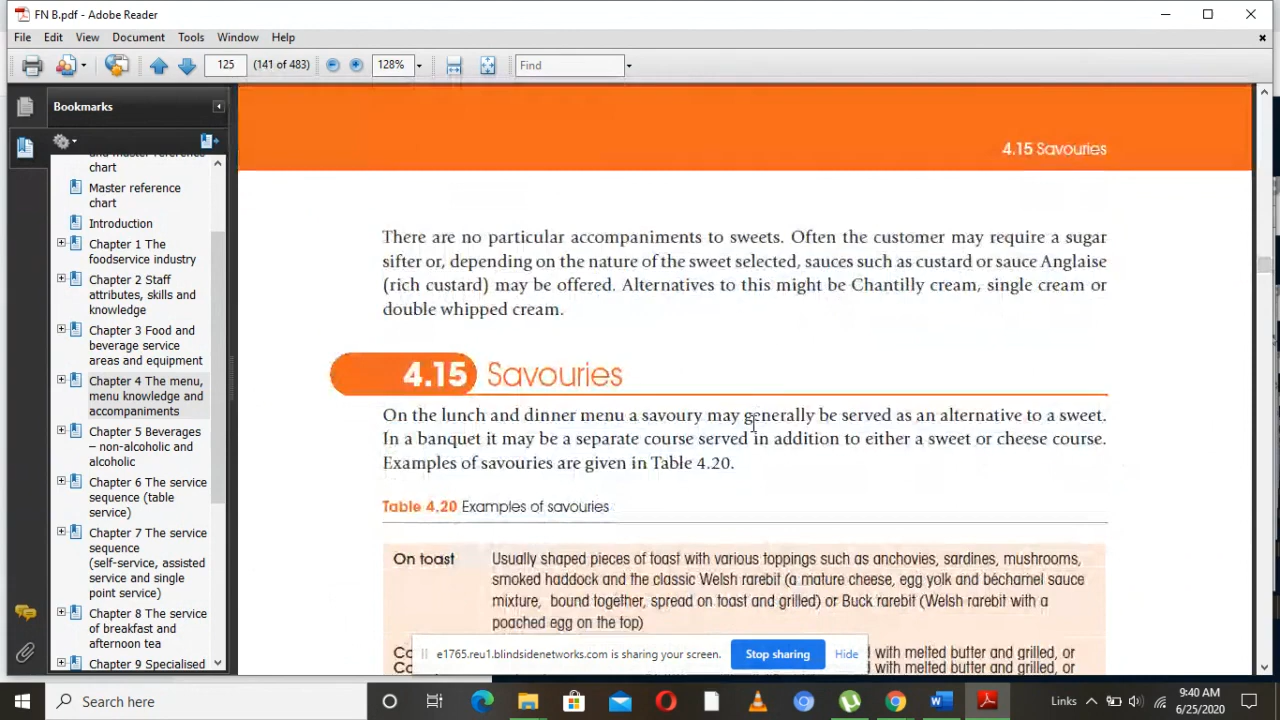 FN B.pdf - Adobe Reader
File Edit View Document Tools Window Help
125 (141 of 483) 128% Find
Bookmarks
and master reference
chart
Master reference
chart
Introduction
Chapter 1 The
foodservice industry
Chapter 2 Staff
attributes, skills and
knowledge
Chapter 3 Food and
beverage service
areas and equipment
Chapter 4 The menu,
menu knowledge and
accompaniments
Chapter 5 Beverages
– non-alcoholic and
alcoholic
Chapter 6 The service
sequence (table
service)
Chapter 7 The service
sequence
(self-service, assisted
service and single
point service)
Chapter 8 The service
of breakfast and
afternoon tea
Chapter 9 Specialised
4.15 Savouries
There are no particular accompaniments to sweets. Often the customer may require a sugar
sifter or, depending on the nature of the sweet selected, sauces such as custard or sauce Anglaise
(rich custard) may be offered. Alternatives to this might be Chantilly cream, single cream or
double whipped cream.
4.15 Savouries
On the lunch and dinner menu a savoury may generally be served as an alternative to a sweet.
In a banquet it may be a separate course served in addition to either a sweet or cheese course.
Examples of savouries are given in Table 4.20.
Table 4.20 Examples of savouries
On toast Usually shaped pieces of toast with various toppings such as anchovies, sardines, mushrooms,
smoked haddock and the classic Welsh rarebit (a mature cheese, egg yolk and béchamel sauce
mixture, bound together, spread on toast and grilled) or Buck rarebit (Welsh rarebit with a
poached egg on the top)
with melted butter and grilled, or
with melted butter and grilled, or
e1765.reu1.blindsidenetworks.com is sharing your screen. Stop sharing Hide
Search here
Links
9:40 AM
6/25/2020